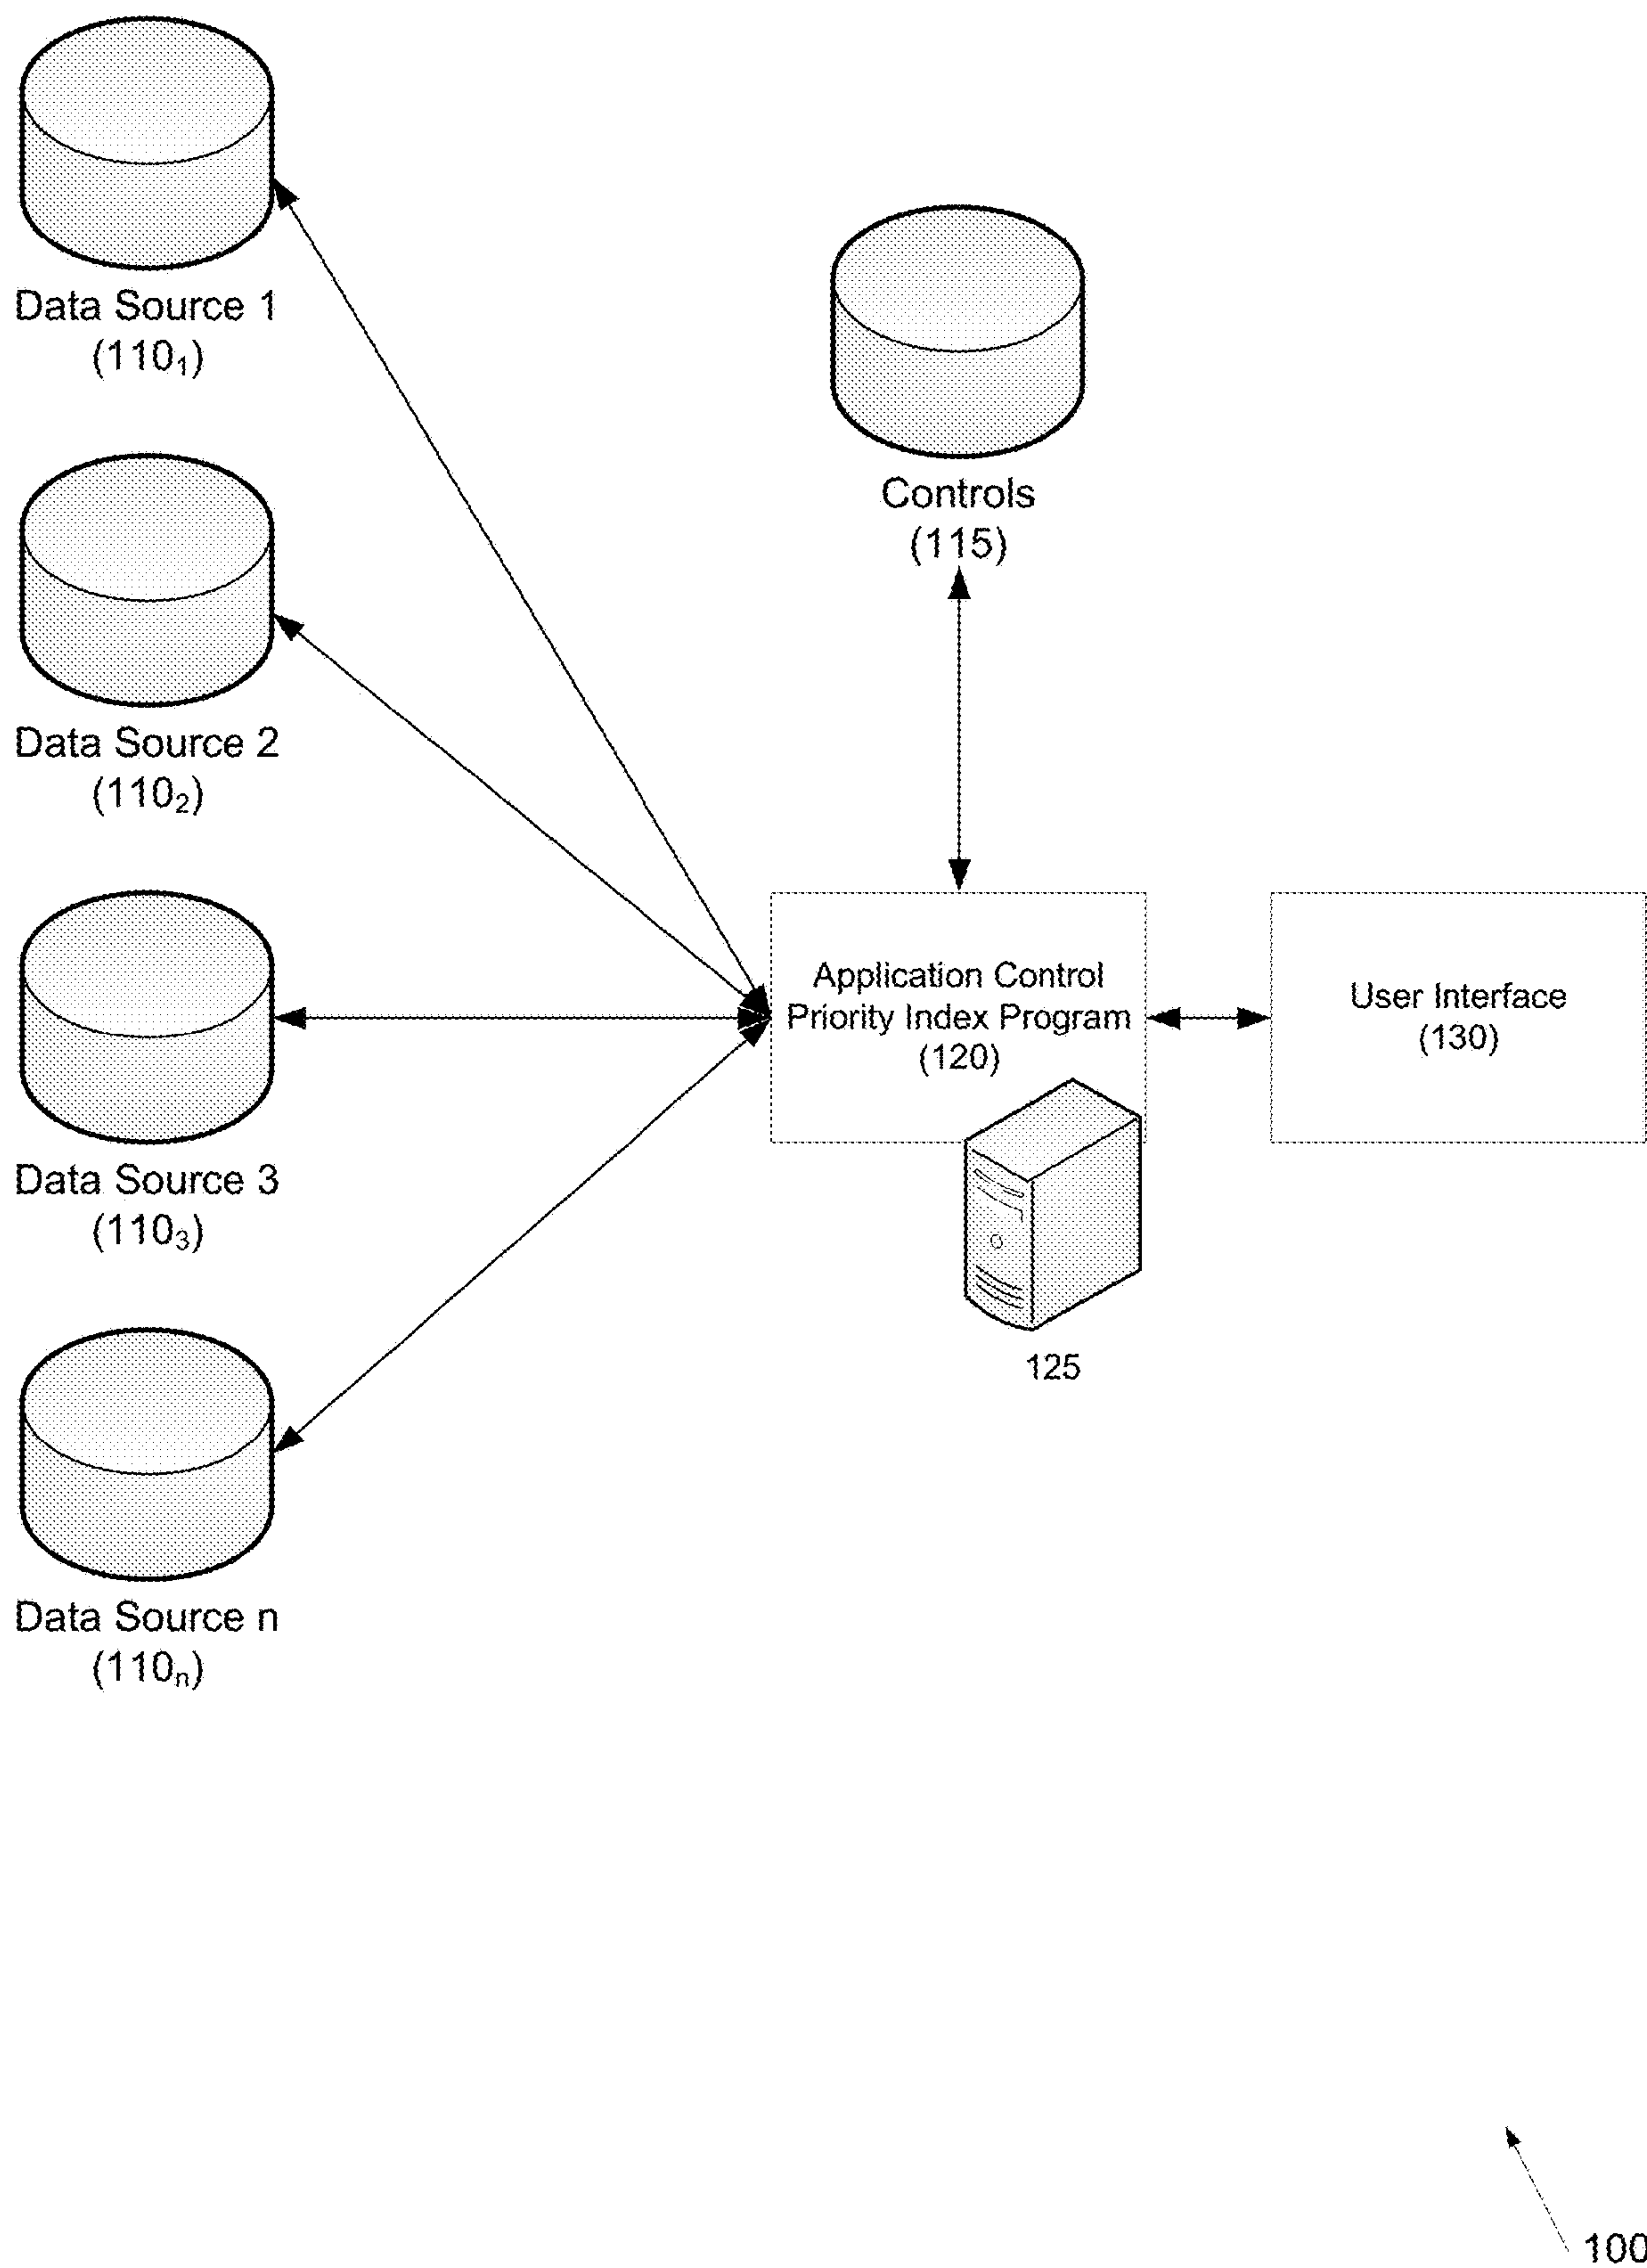 Data Source 1
(110₁)
Controls
(115)
Data Source 2
(110₂)
Application Control
Priority Index Program
(120)
User Interface
(130)
Data Source 3
(110₃)
125
Data Source n
(110ₙ)
100